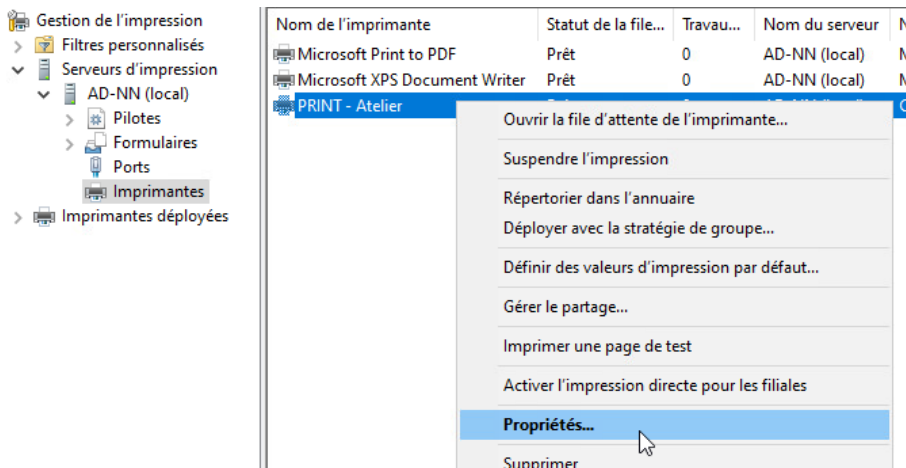 Gestion de l'impression
Filtres personnalisés
Serveurs d'impression
AD-NN (local)
Pilotes
Formulaires
Ports
Imprimantes
Imprimantes déployées
Nom de l'imprimante Statut de la file... Travau... Nom du serveur
Microsoft Print to PDF Prêt 0 AD-NN (local)
Microsoft XPS Document Writer Prêt 0 AD-NN (local)
PRINT - Atelier
Ouvrir la file d'attente de l'imprimante...
Suspendre l'impression
Répertorier dans l'annuaire
Déployer avec la stratégie de groupe...
Définir des valeurs d'impression par défaut...
Gérer le partage...
Imprimer une page de test
Activer l'impression directe pour les filiales
Propriétés...
Supprimer